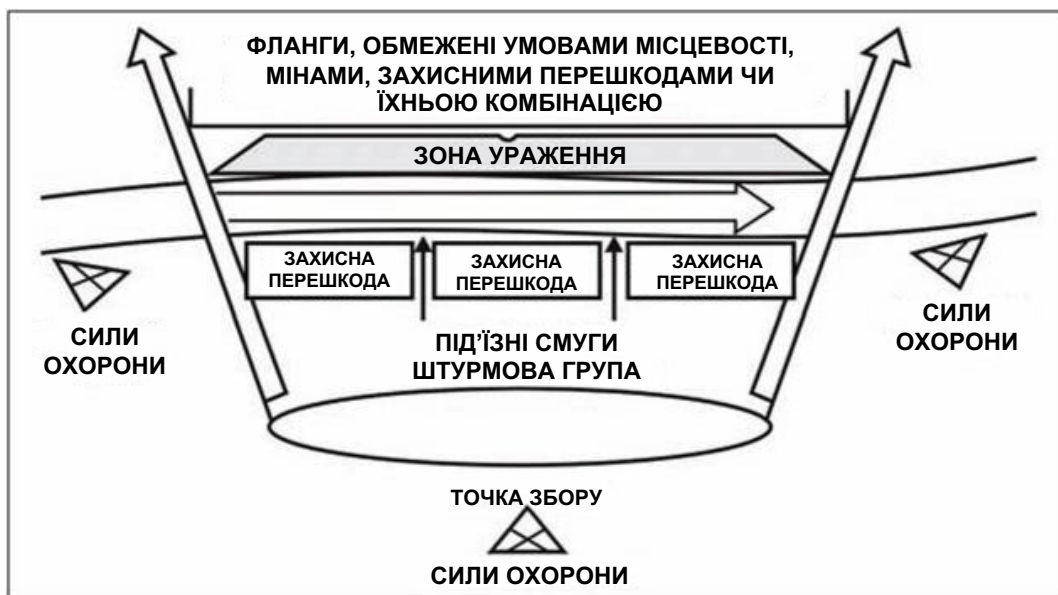 ФЛАНГИ, ОБМЕЖЕНІ УМОВАМИ МІСЦЕВОСТІ,
МІНАМИ, ЗАХИСНИМИ ПЕРЕШКОДАМИ ЧИ
ЇХНЬОЮ КОМБІНАЦІЄЮ
ЗОНА УРАЖЕННЯ
ЗАХИСНА
ПЕРЕШКОДА
ЗАХИСНА
ПЕРЕШКОДА
ЗАХИСНА
ПЕРЕШКОДА
СИЛИ
ОХОРОНИ
ПІД’ЇЗНІ СМУГИ
ШТУРМОВА ГРУПА
СИЛИ
ОХОРОНИ
ТОЧКА ЗБОРУ
СИЛИ ОХОРОНИ